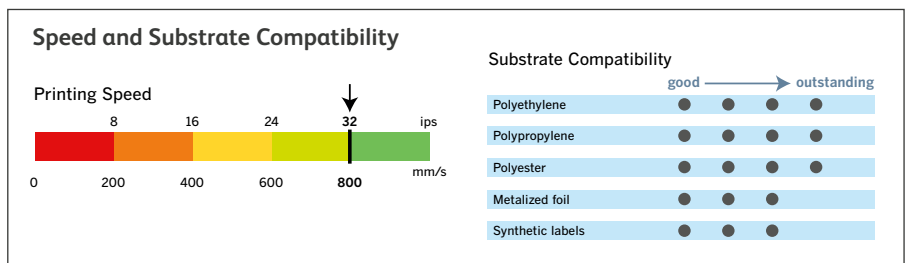 Speed and Substrate Compatibility
Printing Speed
8 16 24 32 ips
mm/s
0 200 400 600 800
Substrate Compatibility
good outstanding
Polyethylene
Polypropylene
Polyester
Metalized foil
Synthetic labels